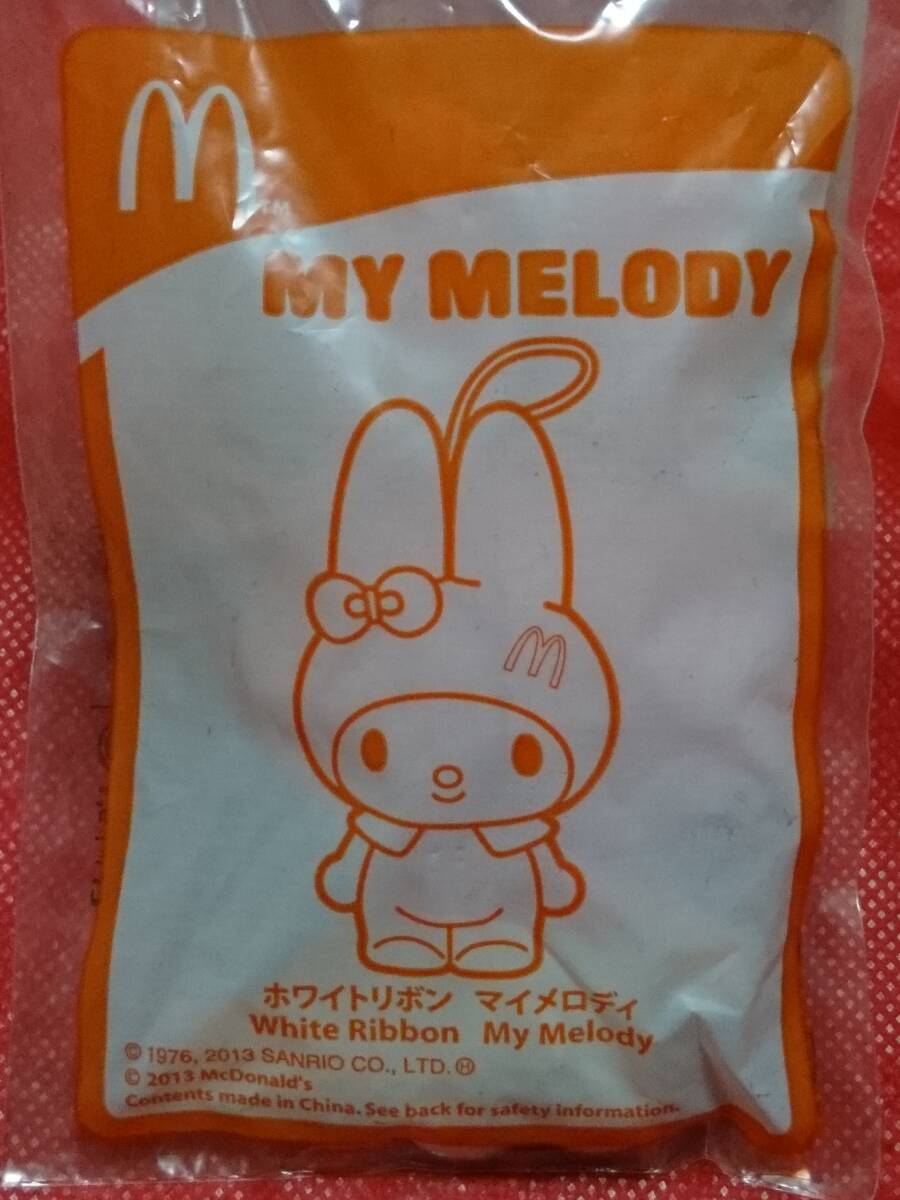 M
TM
MY MELODY
M
ホワイトリボン マイメロディ
White Ribbon My Melody
© 1976, 2013 SANRIO CO., LTD. Ⓗ
© 2013 McDonald's
Contents made in China. See back for safety information.